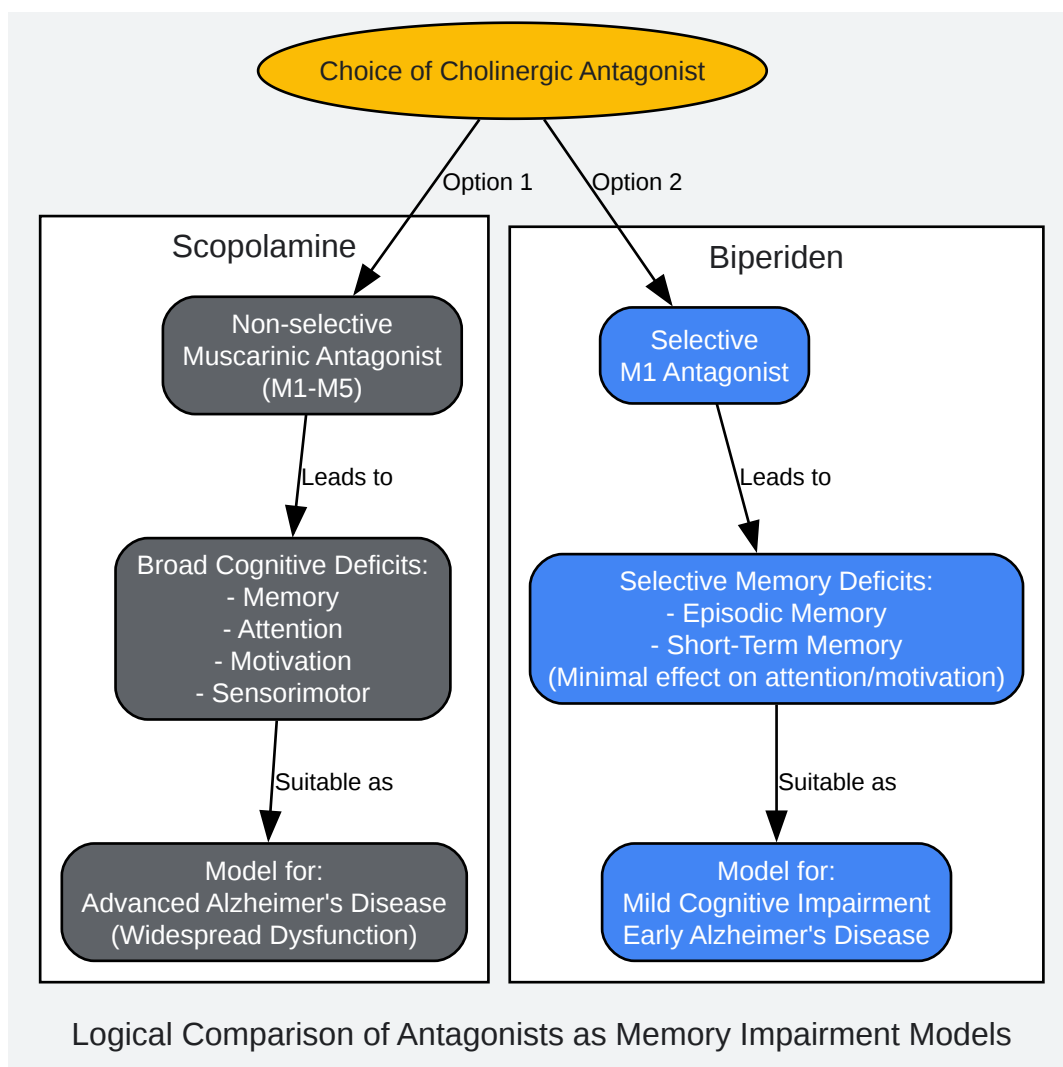 Choice of Cholinergic Antagonist
Option 1
Option 2
Scopolamine
Non-selective
Muscarinic Antagonist
(M1-M5)
Leads to
Broad Cognitive Deficits:
- Memory
- Attention
- Motivation
- Sensorimotor
Suitable as
Model for:
Advanced Alzheimer's Disease
(Widespread Dysfunction)
Biperiden
Selective
M1 Antagonist
Leads to
Selective Memory Deficits:
- Episodic Memory
- Short-Term Memory
(Minimal effect on attention/motivation)
Suitable as
Model for:
Mild Cognitive Impairment
Early Alzheimer's Disease
Logical Comparison of Antagonists as Memory Impairment Models